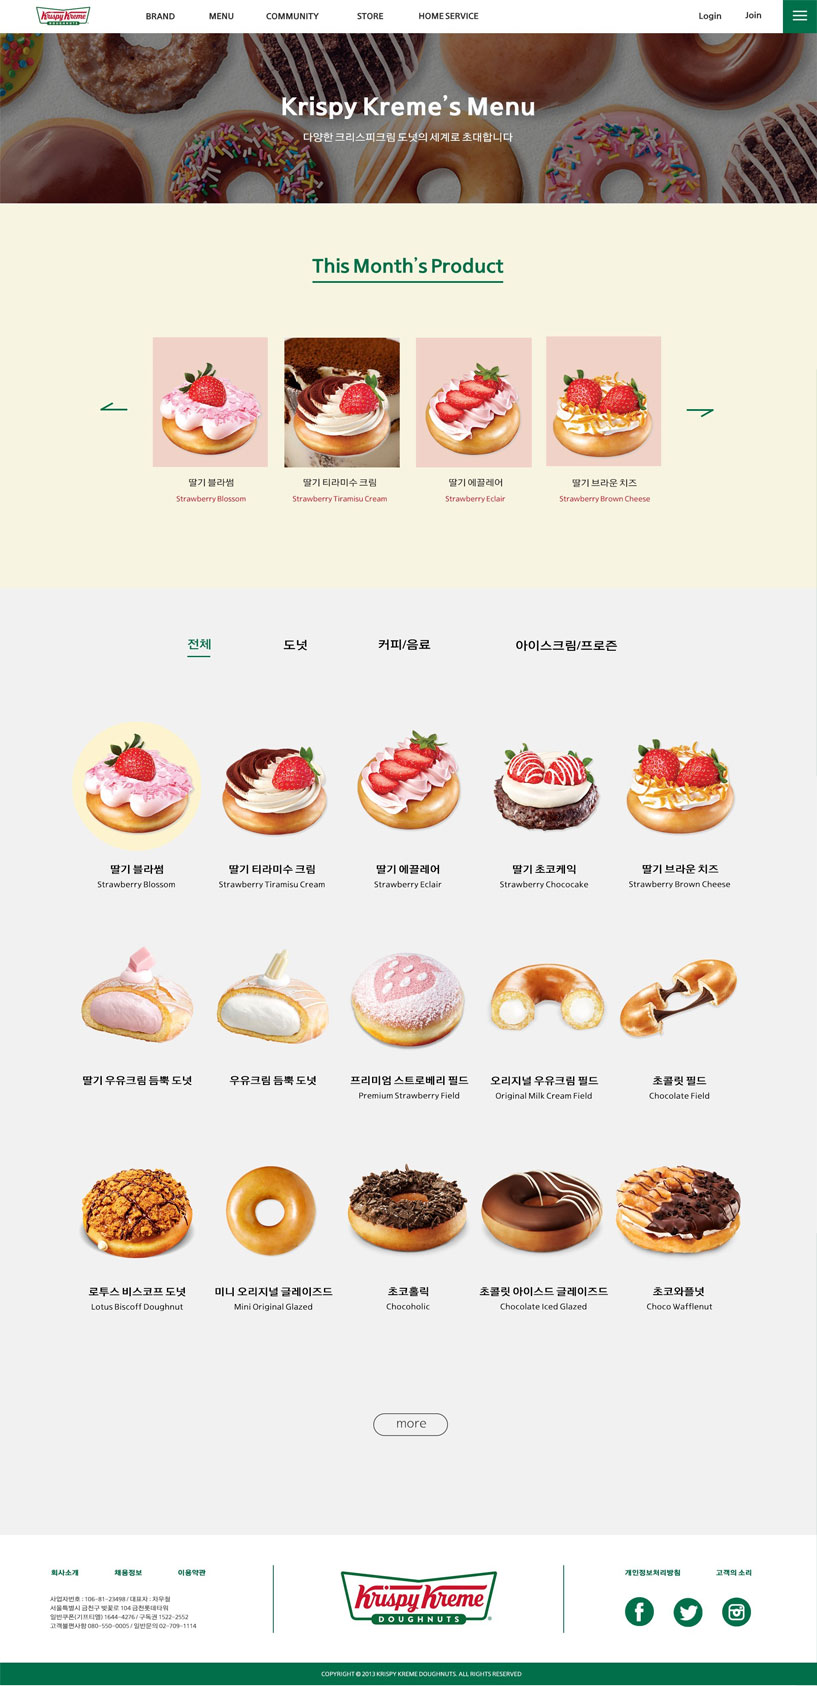 Krispy Kreme
DOUGHNUTS
BRAND
MENU
COMMUNITY
STORE
HOME SERVICE
Login
Join
Krispy Kreme's Menu
다양한 크리스피크림 도넛의 세계로 초대합니다
This Month's Product
딸기 블라썸
Strawberry Blossom
딸기 티라미수 크림
Strawberry Tiramisu Cream
딸기 에끌레어
Strawberry Eclair
딸기 브라운 치즈
Strawberry Brown Cheese
전체
도넛
커피/음료
아이스크림/프로즌
딸기 블라썸
Strawberry Blossom
딸기 티라미수 크림
Strawberry Tiramisu Cream
딸기 에끌레어
Strawberry Eclair
딸기 초코케익
Strawberry Chococake
딸기 브라운 치즈
Strawberry Brown Cheese
딸기 우유크림 듬뿍 도넛
우유크림 듬뿍 도넛
프리미엄 스트로베리 필드
Premium Strawberry Field
오리지널 우유크림 필드
Original Milk Cream Field
초콜릿 필드
Chocolate Field
로투스 비스코프 도넛
Lotus Biscoff Doughnut
미니 오리지널 글레이즈드
Mini Original Glazed
초코홀릭
Chocoholic
초콜릿 아이스드 글레이즈드
Chocolate Iced Glazed
초코와플넛
Choco Wafflenut
more
회사소개
채용정보
이용약관
사업자번호 : 106-81-23498 / 대표자 : 차우철
서울특별시 금천구 벚꽃로 104 금천롯데타워
일반쿠폰(기프티엘) 1644-4276 / 구독권 1522-2552
고객불편사항 080-550-0005 / 일반문의 02-709-1114
Krispy Kreme
DOUGHNUTS
개인정보처리방침
고객의 소리
COPYRIGHT © 2013 KRISPY KREME DOUGHNUTS. ALL RIGHTS RESERVED